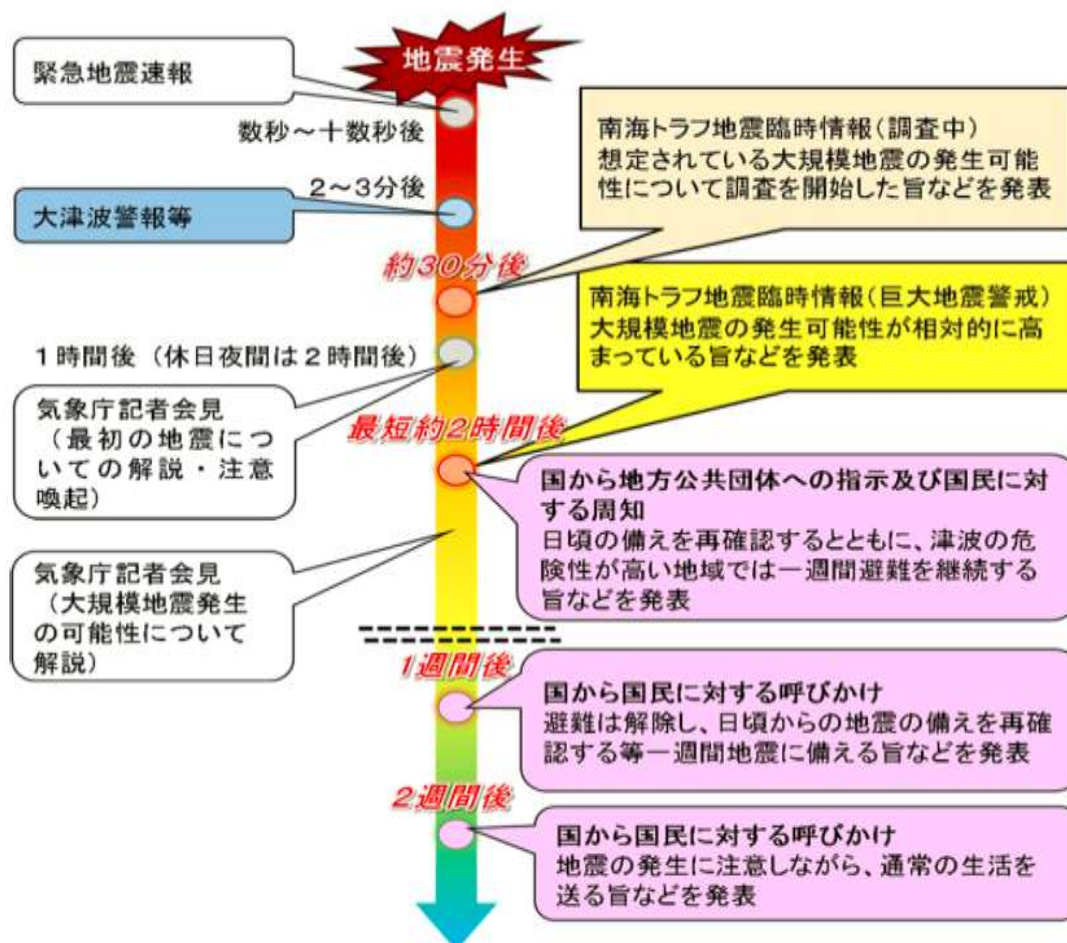 地震発生
緊急地震速報
数秒～十数秒後
南海トラフ地震臨時情報（調査中）
想定されている大規模地震の発生可能
性について調査を開始した旨などを発表
2～3分後
大津波警報等
約30分後
南海トラフ地震臨時情報（巨大地震警戒）
大規模地震の発生可能性が相対的に高
まっている旨などを発表
1時間後（休日夜間は2時間後）
気象庁記者会見
（最初の地震につ
いての解説・注意
喚起）
最短約2時間後
国から地方公共団体への指示及び国民に対
する周知
日頃の備えを再確認するとともに、津波の危
険性が高い地域では一週間避難を継続する
旨などを発表
気象庁記者会見
（大規模地震発生
の可能性について
解説）
1週間後
国から国民に対する呼びかけ
避難は解除し、日頃からの地震の備えを再確
認する等一週間地震に備える旨などを発表
2週間後
国から国民に対する呼びかけ
地震の発生に注意しながら、通常の生活を
送る旨などを発表